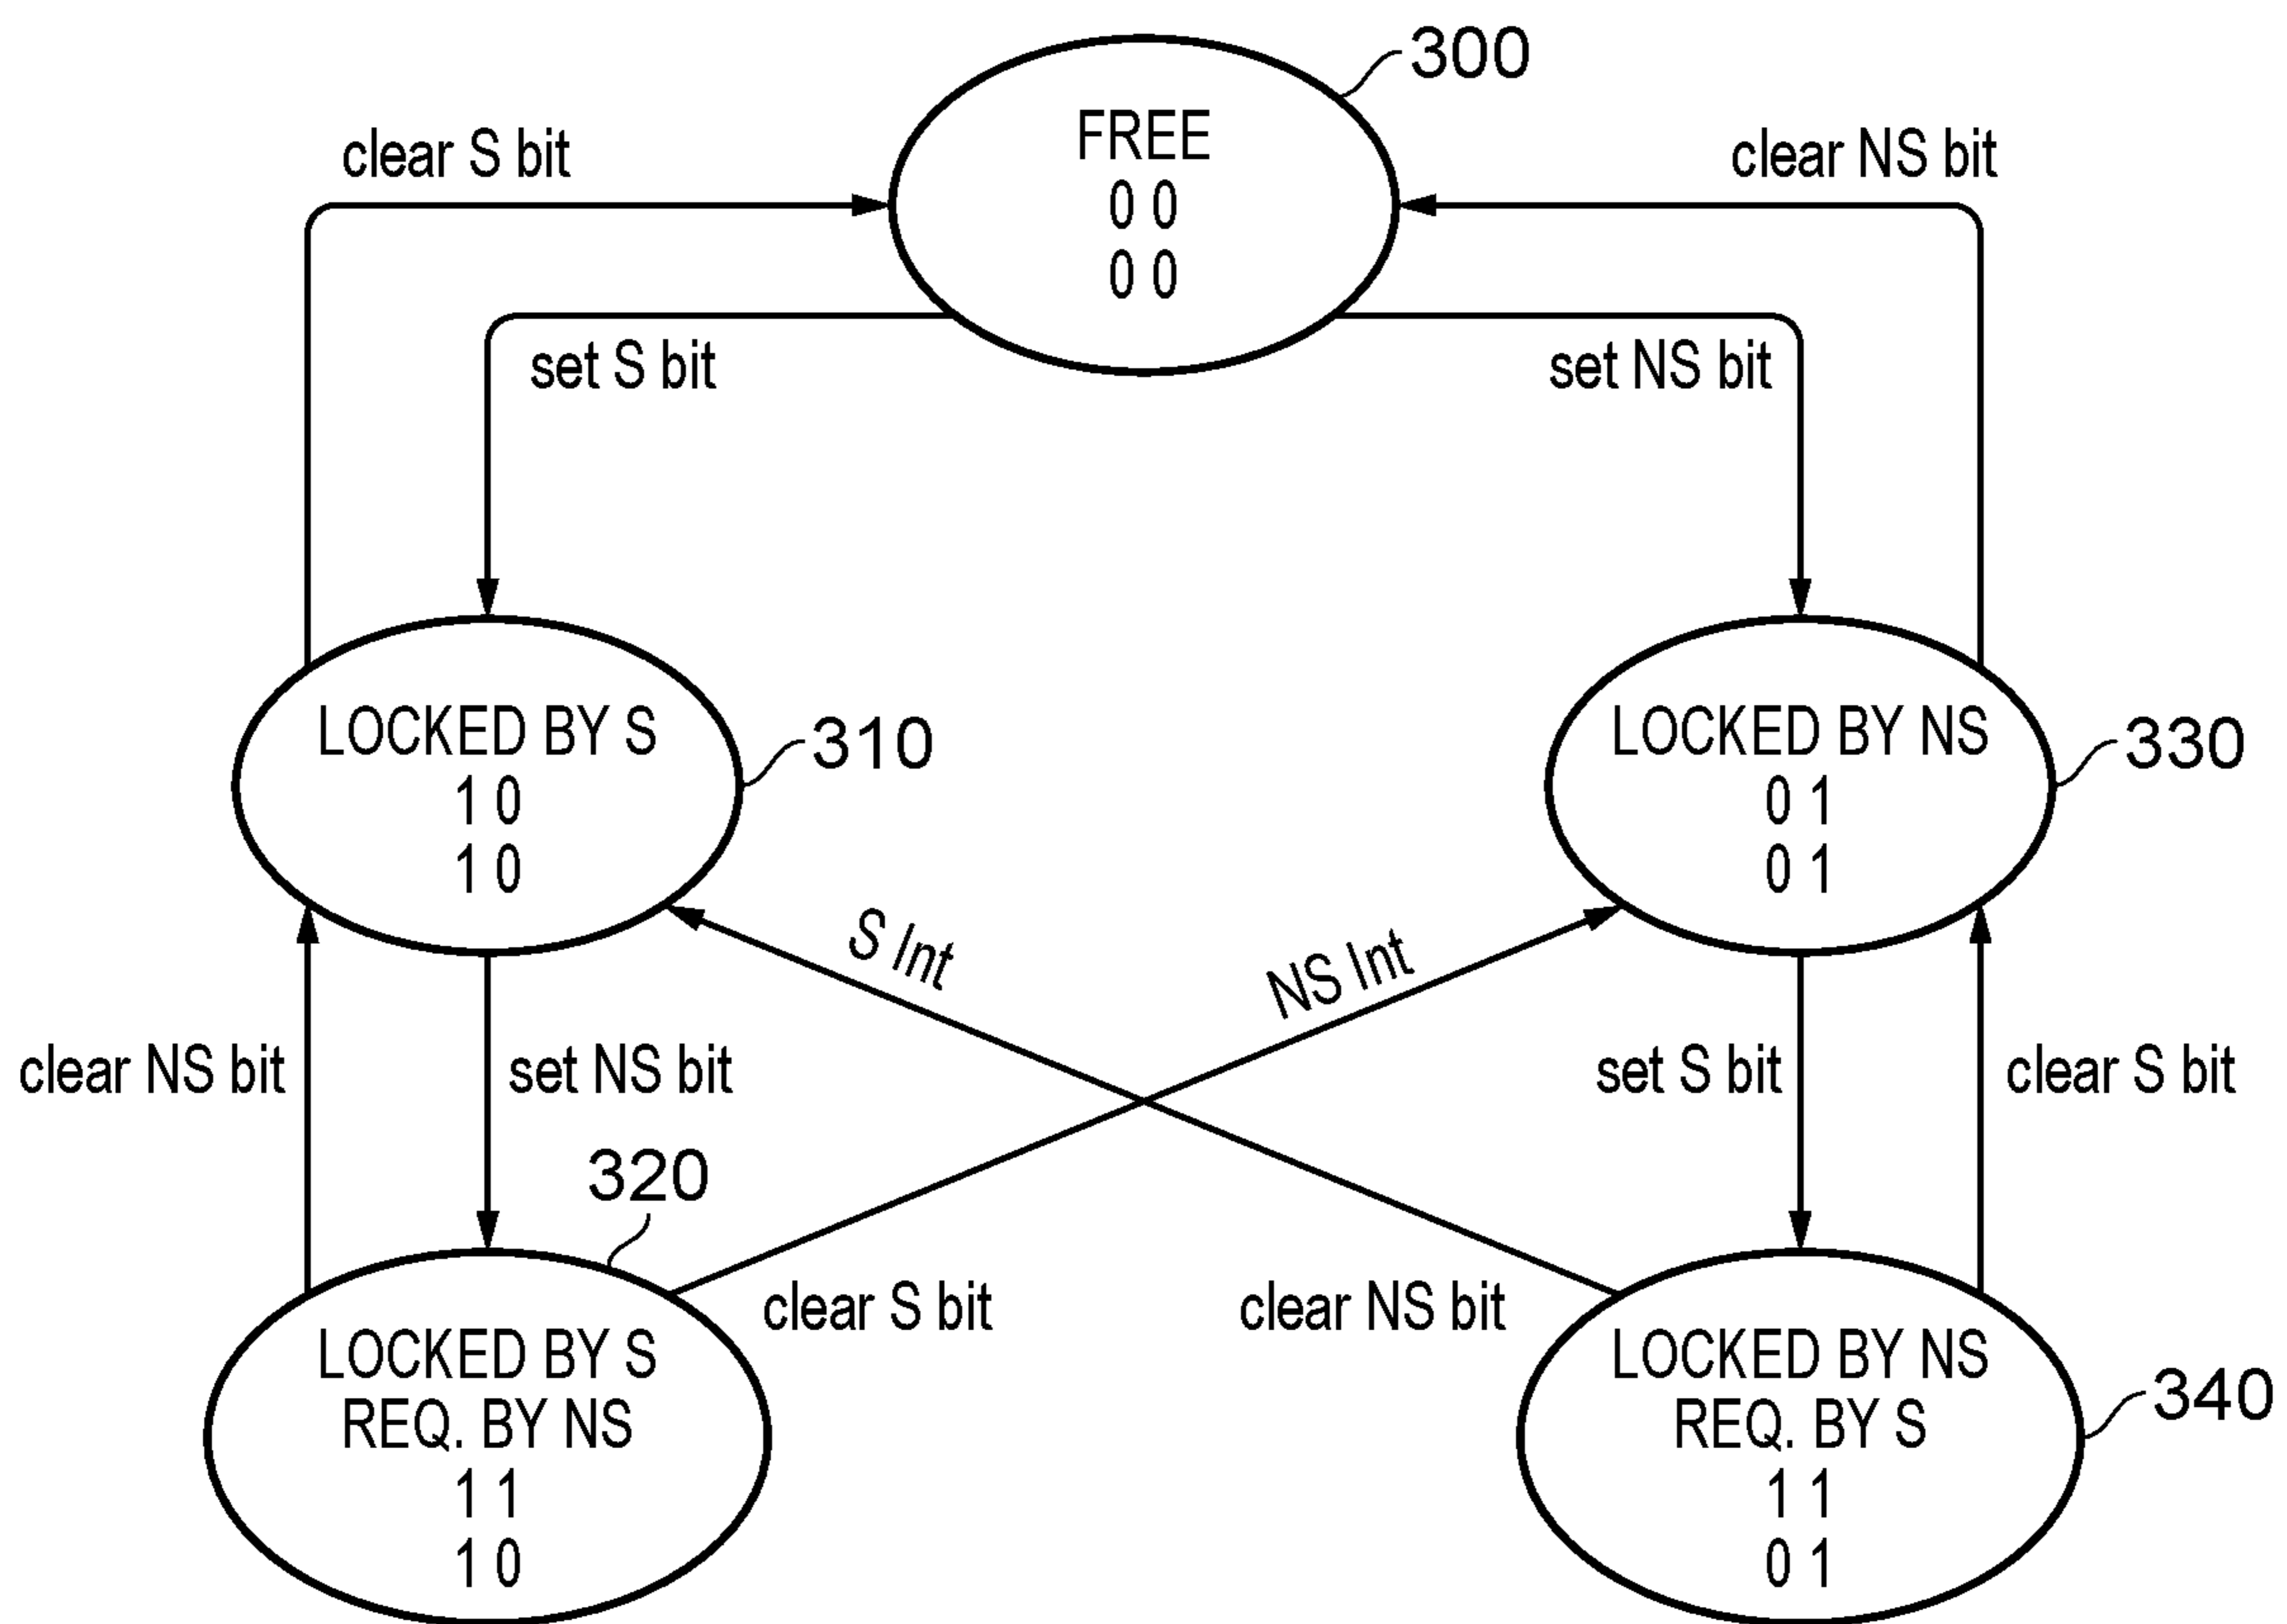 300
FREE
0 0
0 0
clear S bit
clear NS bit
set S bit
set NS bit
LOCKED BY S
1 0
1 0
310
LOCKED BY NS
0 1
0 1
330
S Int
NS Int
clear NS bit
set NS bit
set S bit
clear S bit
320
clear S bit
clear NS bit
LOCKED BY S
REQ. BY NS
1 1
1 0
LOCKED BY NS
REQ. BY S
1 1
0 1
340